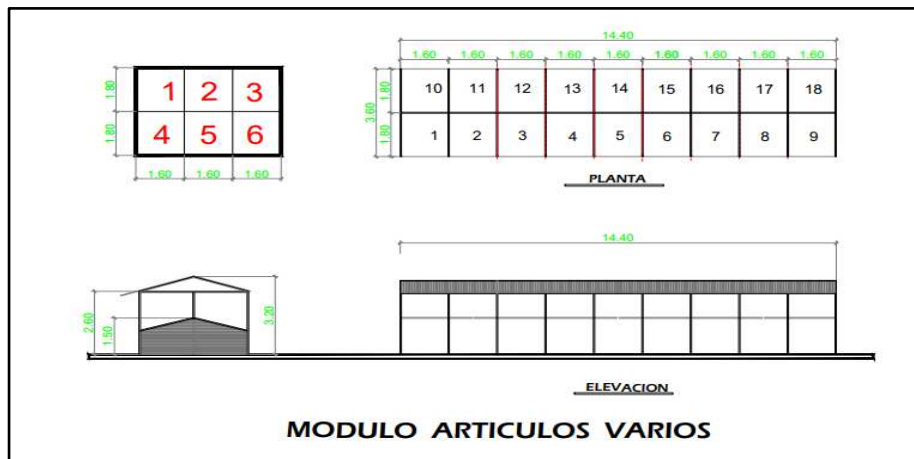 14.40
1.60 1.60 1.60 1.60 1.60 1.60 1.60 1.60 1.60
1.80 1 2 3
1.80 4 5 6
1.60 1.60 1.60
3.60
1.80 10 11 12 13 14 15 16 17 18
1.80 1 2 3 4 5 6 7 8 9
PLANTA
14.40
2.60 1.50 3.20
ELEVACION
MODULO ARTICULOS VARIOS